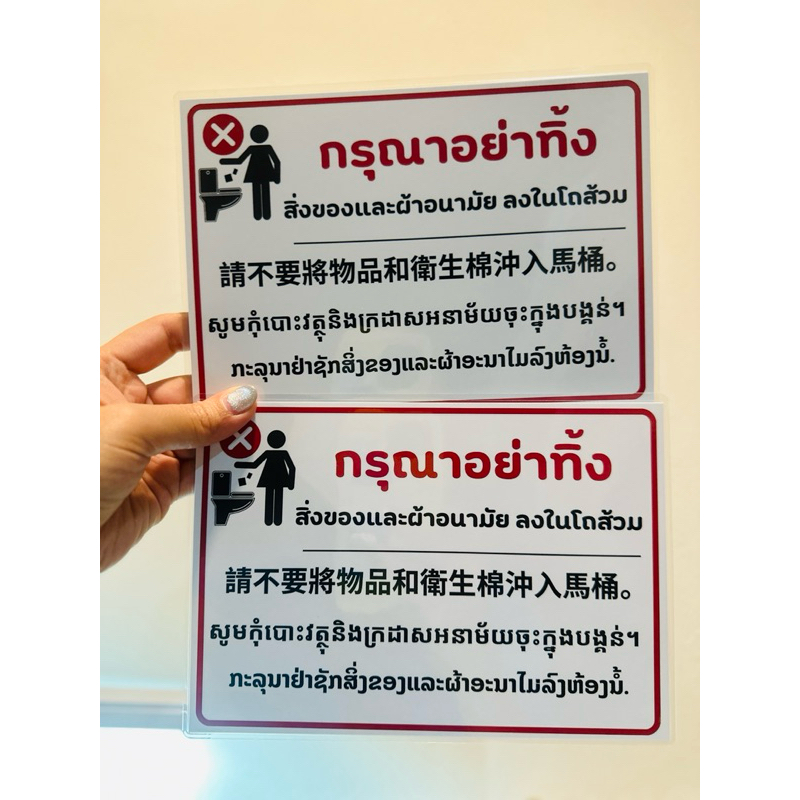 กรุณาอย่าทิ้ง
สิ่งของและผ้าอนามัย ลงในโถส้วม
請不要將物品和衛生棉沖入馬桶。
សូមកុំបោះវត្ថុនិងក្រដាសអនាម័យចុះក្នុងបង្គន់។
ກະລຸນາຢ່າຊັກສິ່ງຂອງແລະຜ້າອະນາໄມລົງຫ້ອງນ້ຳ.
กรุณาอย่าทิ้ง
สิ่งของและผ้าอนามัย ลงในโถส้วม
請不要將物品和衛生棉沖入馬桶。
សូមកុំបោះវត្ថុនិងក្រដាសអនាម័យចុះក្នុងបង្គន់។
ກະລຸນາຢ່າຊັກສິ່ງຂອງແລະຜ້າອະນາໄມລົງຫ້ອງນ້ຳ.